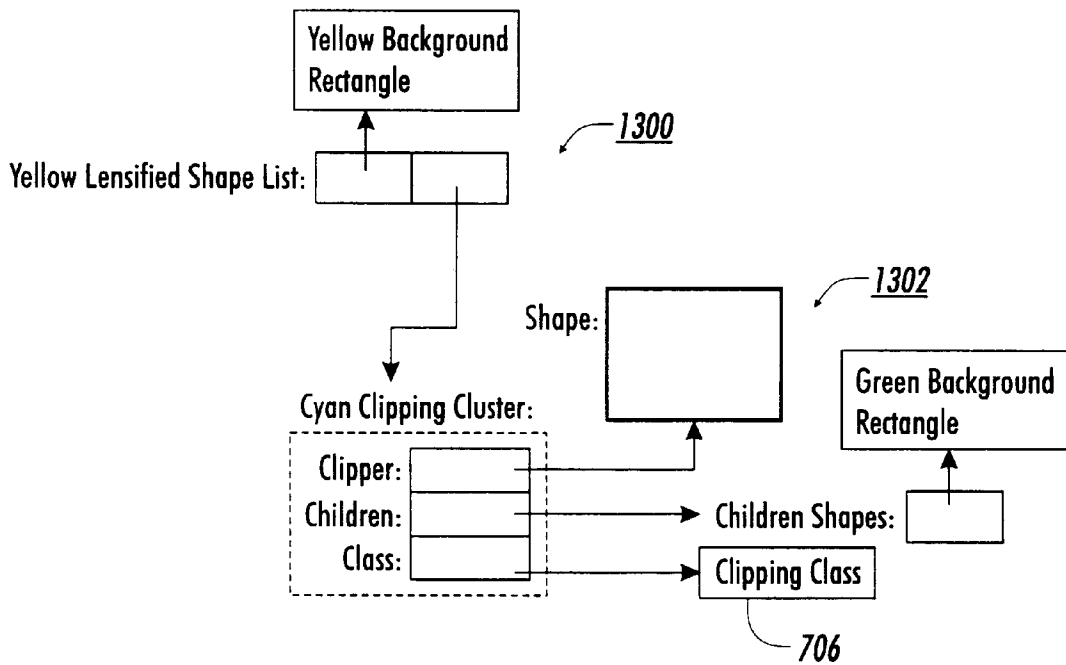 Yellow Background
Rectangle
1300
Yellow Lensified Shape List:
1302
Shape:
Green Background
Rectangle
Cyan Clipping Cluster:
Clipper:
Children:
Children Shapes:
Class:
Clipping Class
706